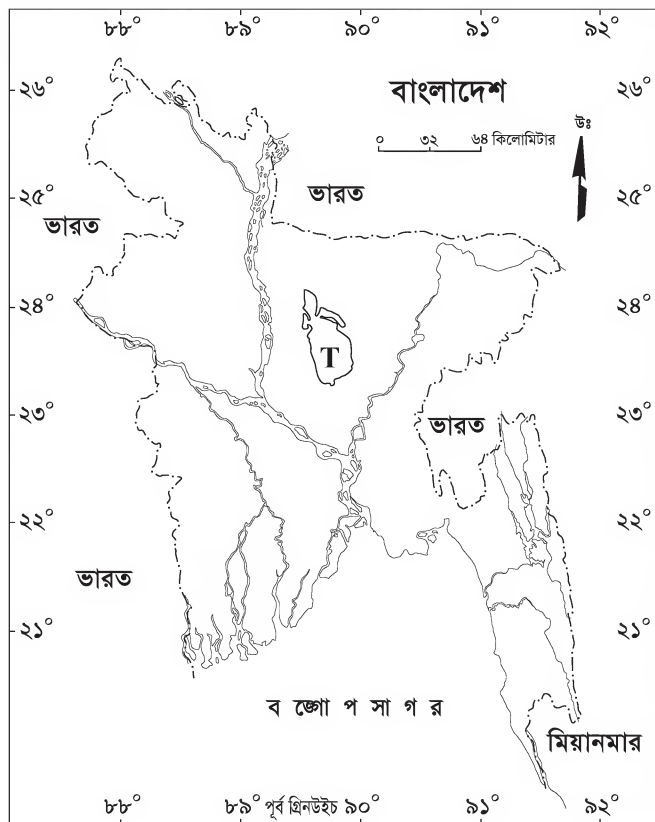 ৮৮° ৮৯° ৯০° ৯১° ৯২°
২৬° বাংলাদেশ ২৬°
উঃ
০ ৩২ ৬৪ কিলোমিটার
২৫° ভারত ২৫°
ভারত
২৪° ২৪°
T
২৩° ভারত ২৩°
২২° ২২°
ভারত
২১° ২১°
ব ঙ্গো প সা গ র
মিয়ানমার
৮৮° ৮৯° পূর্ব গ্রিনউইচ ৯০° ৯১° ৯২°